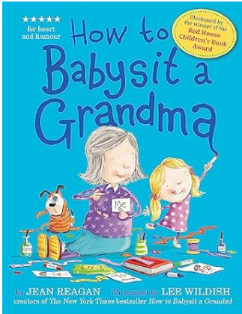 ★★★★★
for heart
and humour
Illustrated by
the winner of the
Red House
Children's Book
Award
How to
Babysit a
Grandma
me
by JEAN REAGAN illustrated by LEE WILDISH
creators of The New York Times bestseller How to Babysit a Grandad